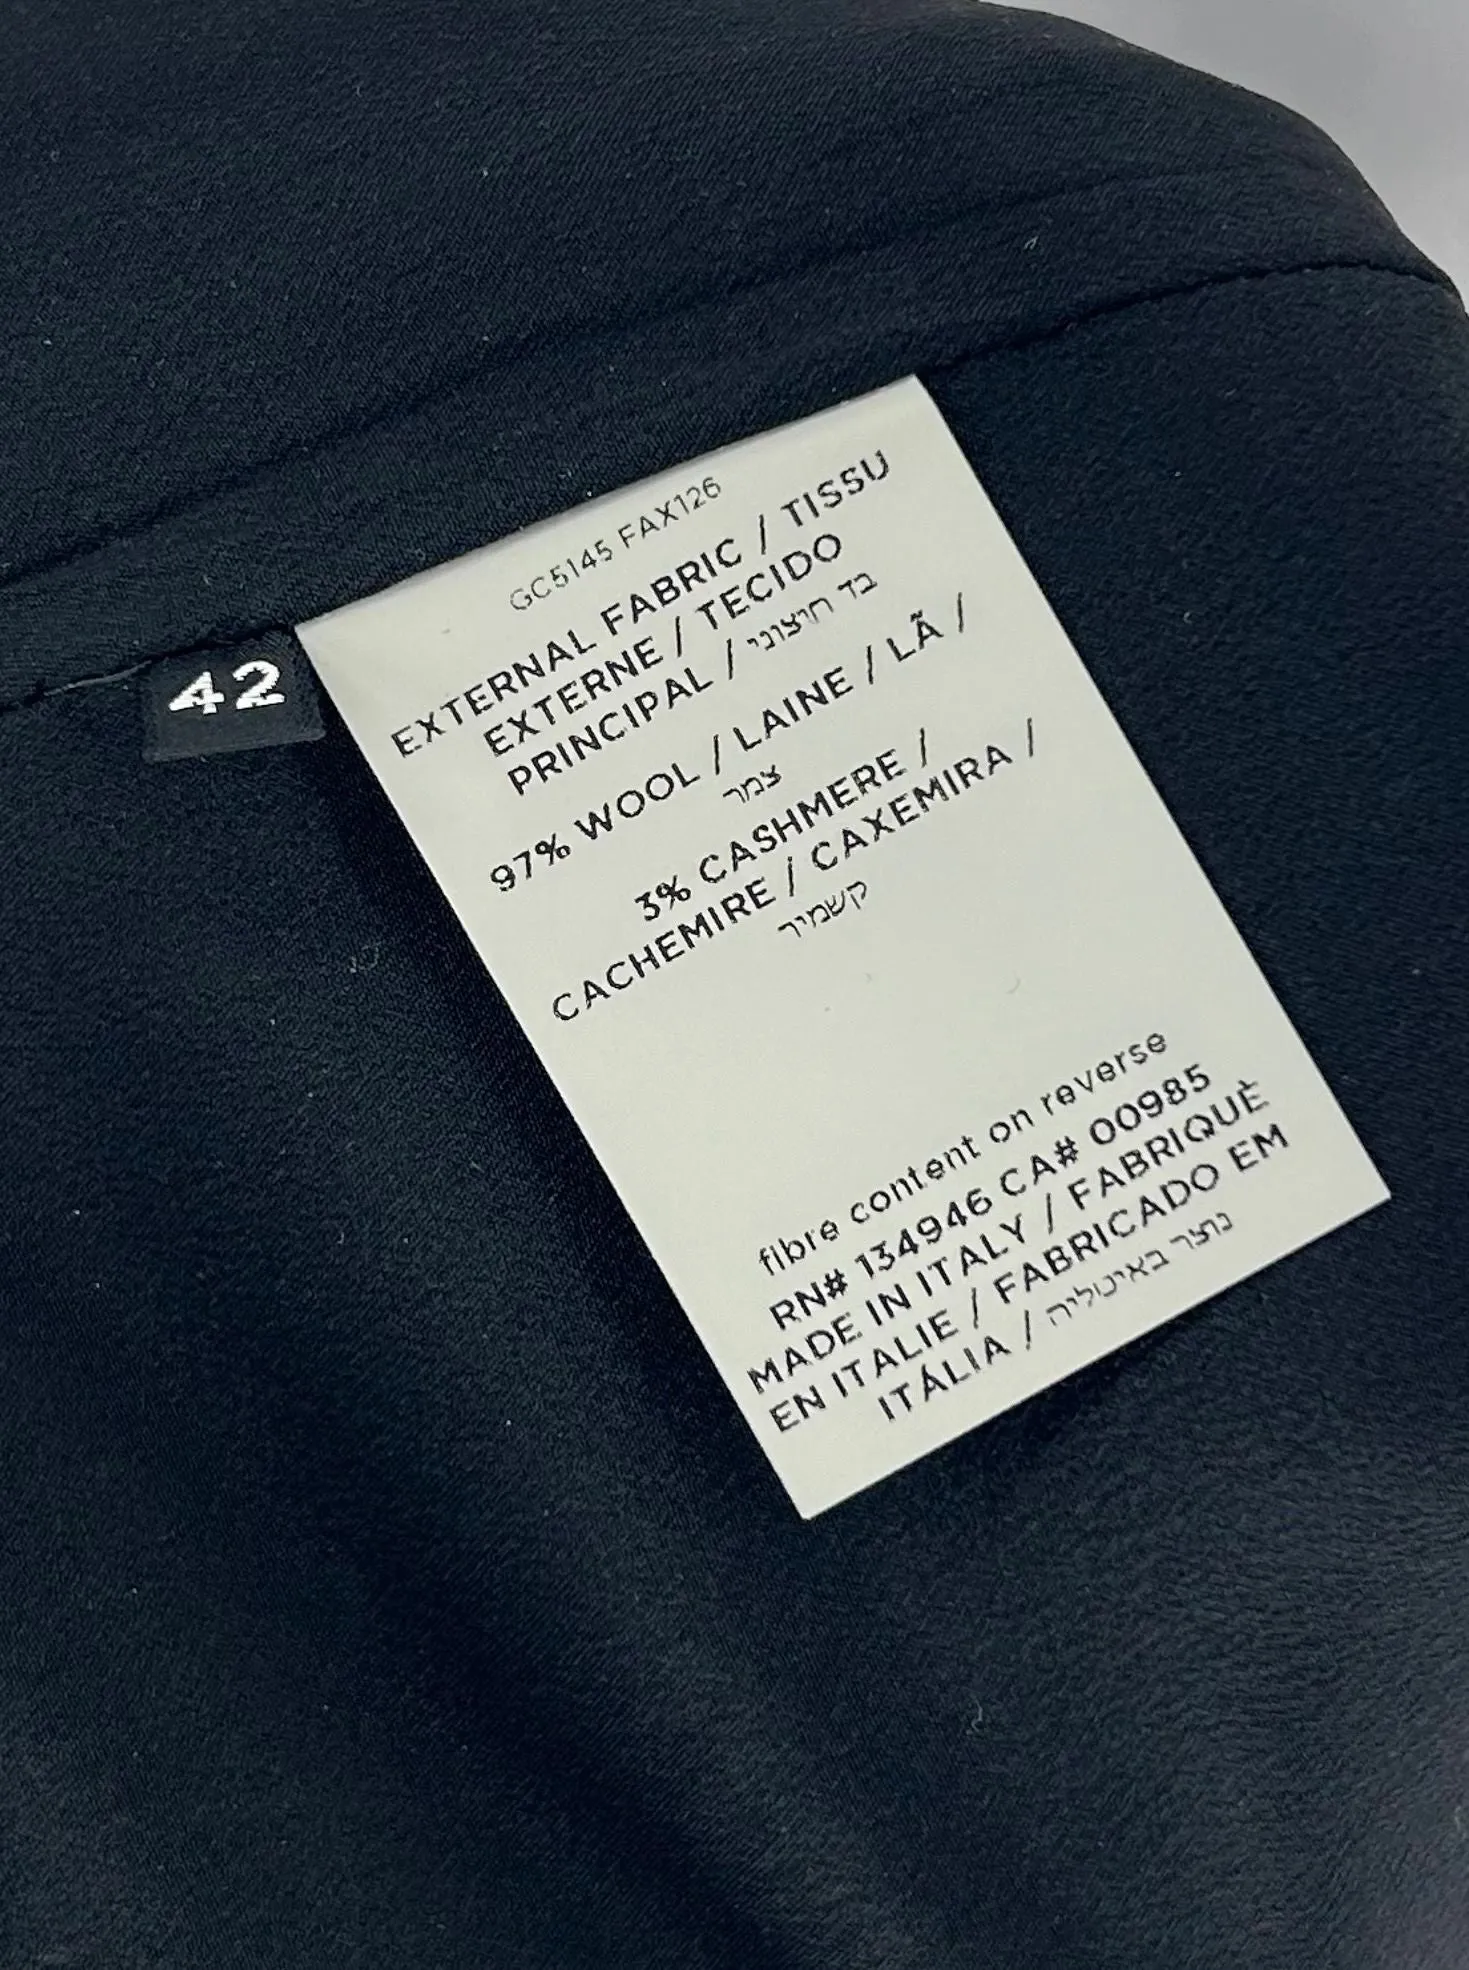 42
GC5145 FAX126
EXTERNAL FABRIC / TISSU
EXTERNE / TECIDO
PRINCIPAL / בד חיצוני
97% WOOL / LAINE / LÃ /
צמר
3% CASHMERE /
CACHEMIRE / CAXEMIRA /
קשמיר
fibre content on reverse
RN# 134946 CA# 00985
MADE IN ITALY / FABRIQUÈ
EN ITALIE / FABRICADO EM
ITÁLIA / נוצר באיטליה